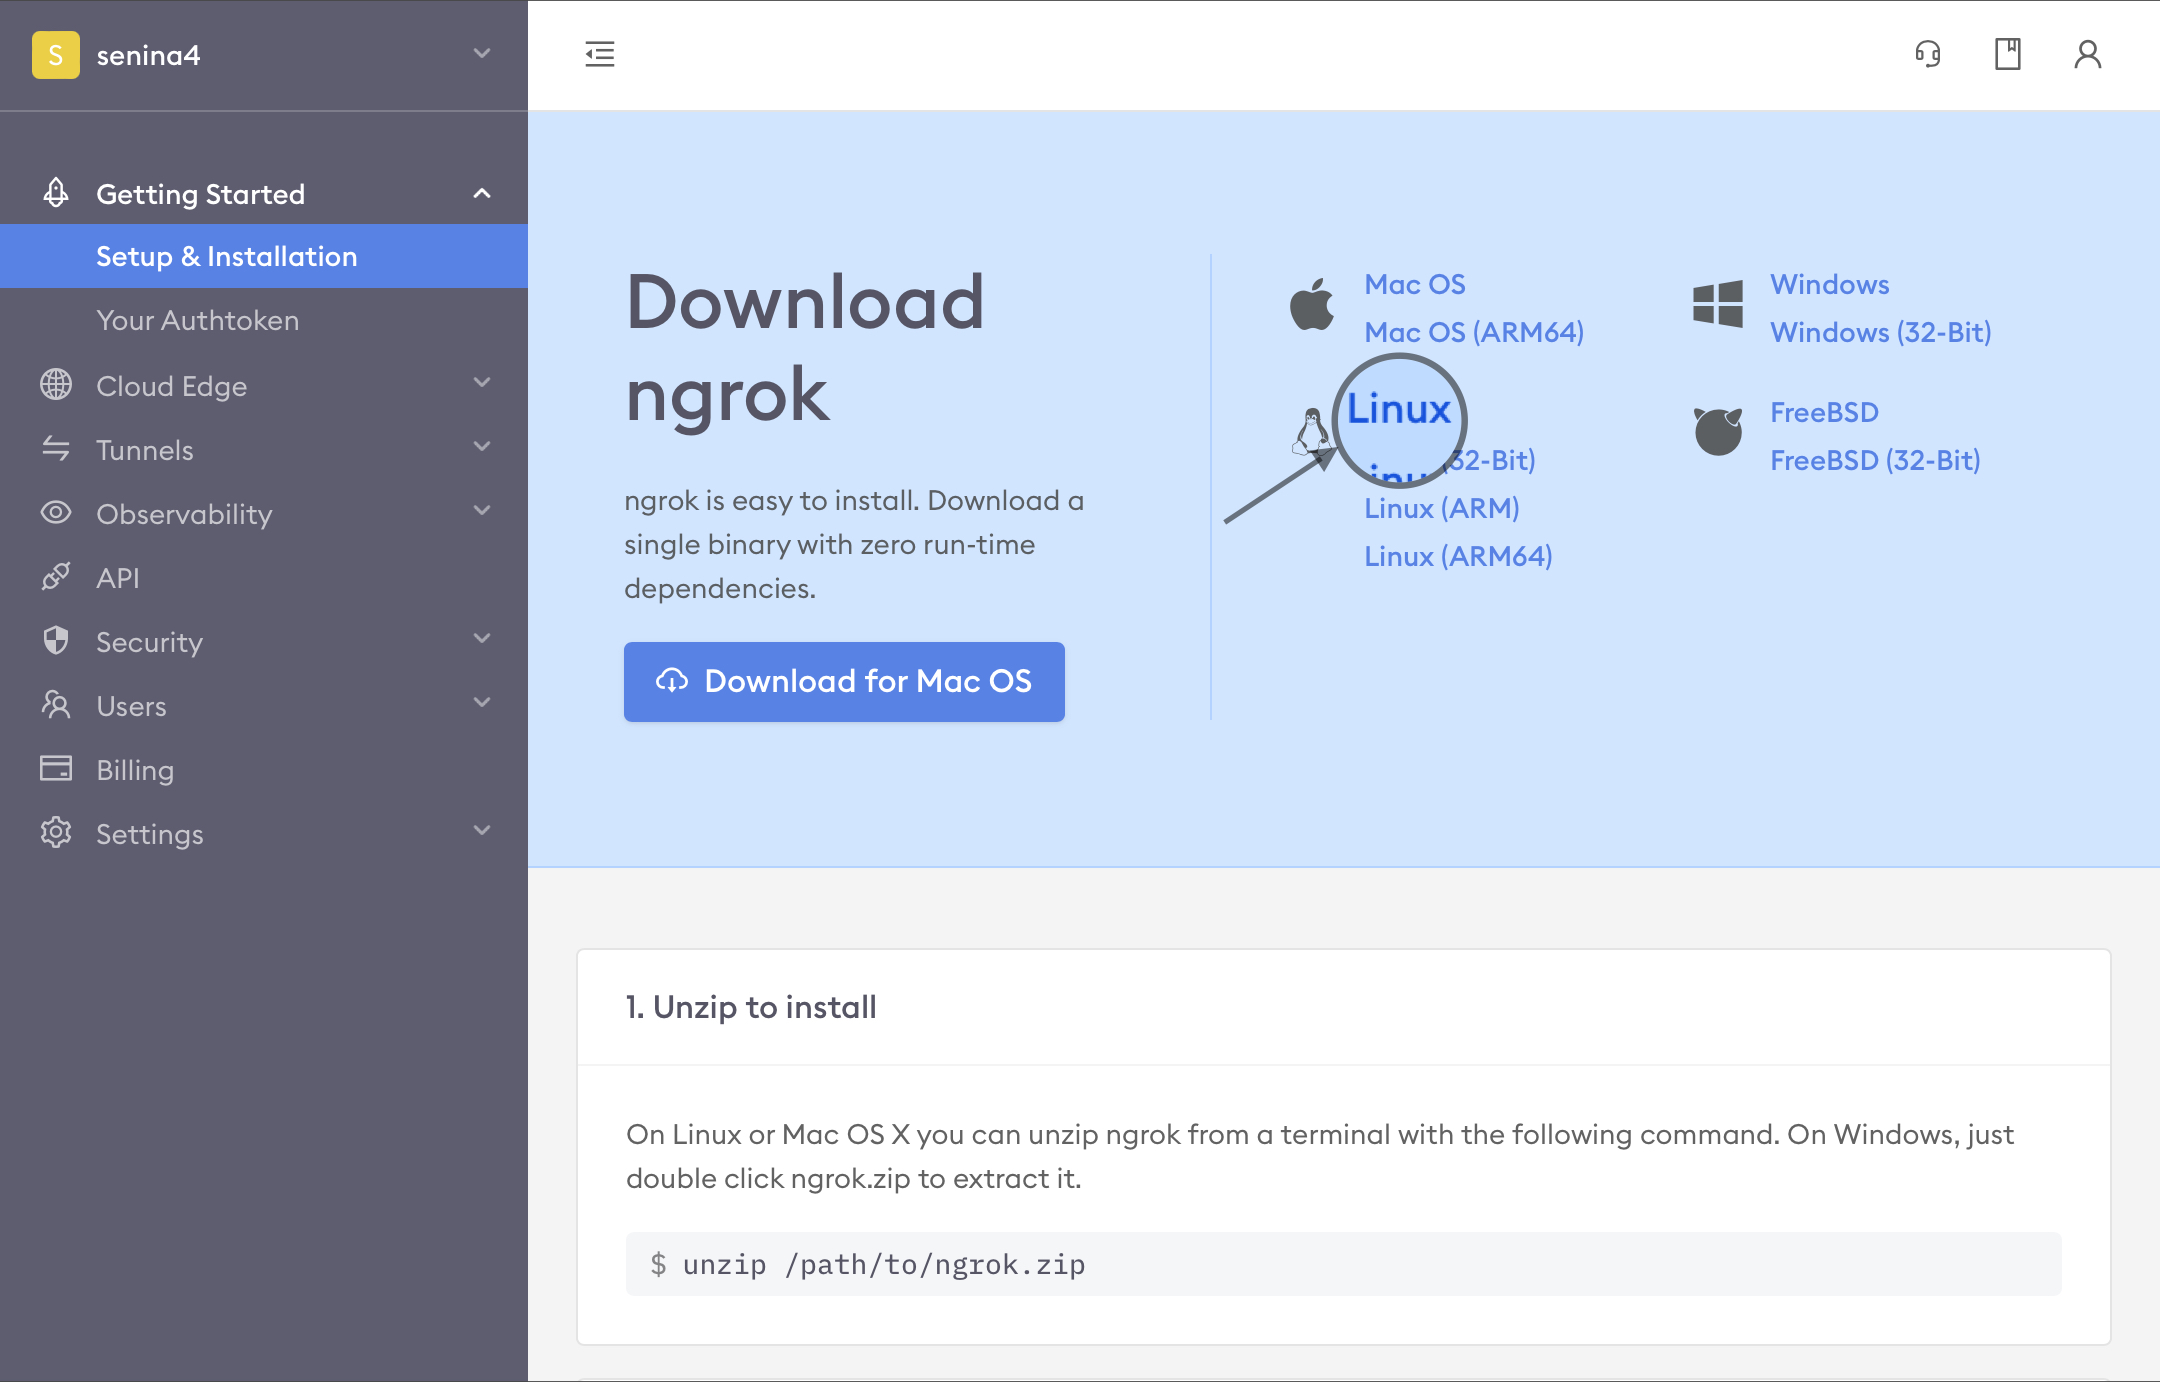 S senina4
Getting Started
Setup & Installation
Your Authtoken
Cloud Edge
Tunnels
Observability
API
Security
Users
Billing
Settings
Download
ngrok
ngrok is easy to install. Download a
single binary with zero run-time
dependencies.
Download for Mac OS
Mac OS
Mac OS (ARM64)
Linux
(32-Bit)
Linux (ARM)
Linux (ARM64)
Windows
Windows (32-Bit)
FreeBSD
FreeBSD (32-Bit)
1. Unzip to install
On Linux or Mac OS X you can unzip ngrok from a terminal with the following command. On Windows, just
double click ngrok.zip to extract it.
$ unzip /path/to/ngrok.zip